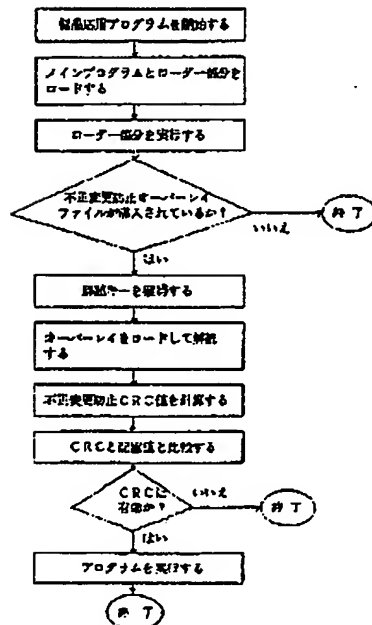 応用プログラムを開始する
メインプログラムとローダー部分を
ロードする
ローダー部分を実行する
不正変更防止オーバーレイ
ファイルが導入されているか?
いいえ
終了
はい
キーを獲得する
オーバーレイをロードして解読
する
不正変更防止CRC値を計算する
CRCと記憶値と比較する
CRCに
か?
いいえ
終了
はい
プログラムを実行する
終了